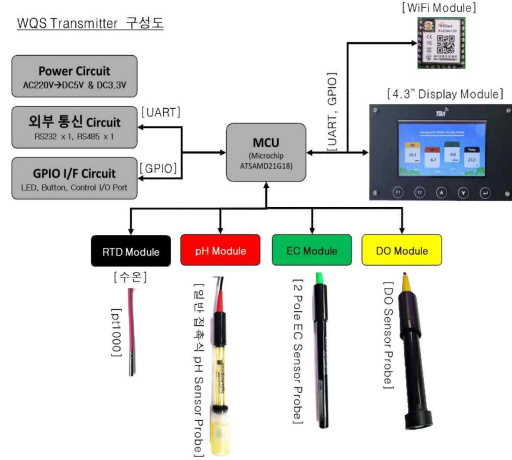 WQS Transmitter 구성도
[WiFi Module]
Power Circuit
AC220V→DC5V & DC3.3V
[UART]
외부 통신 Circuit
RS232 x 1, RS485 x 1
[GPIO]
GPIO I/F Circuit
LED, Button, Control I/O Port
MCU
(Microchip
ATSAMD21G18)
[UART, GPIO]
[4.3" Display Module]
F1
F2
RTD Module
pH Module
EC Module
DO Module
[수온]
[pt1000]
[일반 접촉식 pH Sensor Probe]
[2 Pole EC Sensor Probe]
[DO Sensor Probe]